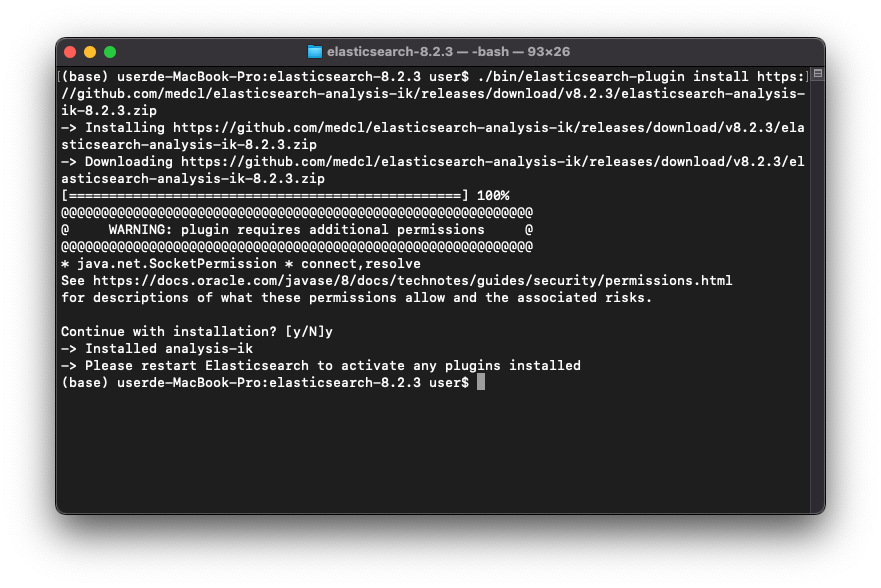 elasticsearch-8.2.3 — -bash — 93×26
(base) userde-MacBook-Pro:elasticsearch-8.2.3 user$ ./bin/elasticsearch-plugin install https:
//github.com/medcl/elasticsearch-analysis-ik/releases/download/v8.2.3/elasticsearch-analysis-
ik-8.2.3.zip
-> Installing https://github.com/medcl/elasticsearch-analysis-ik/releases/download/v8.2.3/ela
sticsearch-analysis-ik-8.2.3.zip
-> Downloading https://github.com/medcl/elasticsearch-analysis-ik/releases/download/v8.2.3/el
asticsearch-analysis-ik-8.2.3.zip
[=================================================] 100%
@@@@@@@@@@@@@@@@@@@@@@@@@@@@@@@@@@@@@@@@@@@@@@@@@@@@@@@@@@@
@     WARNING: plugin requires additional permissions     @
@@@@@@@@@@@@@@@@@@@@@@@@@@@@@@@@@@@@@@@@@@@@@@@@@@@@@@@@@@@
* java.net.SocketPermission * connect,resolve
See https://docs.oracle.com/javase/8/docs/technotes/guides/security/permissions.html
for descriptions of what these permissions allow and the associated risks.
Continue with installation? [y/N]y
-> Installed analysis-ik
-> Please restart Elasticsearch to activate any plugins installed
(base) userde-MacBook-Pro:elasticsearch-8.2.3 user$